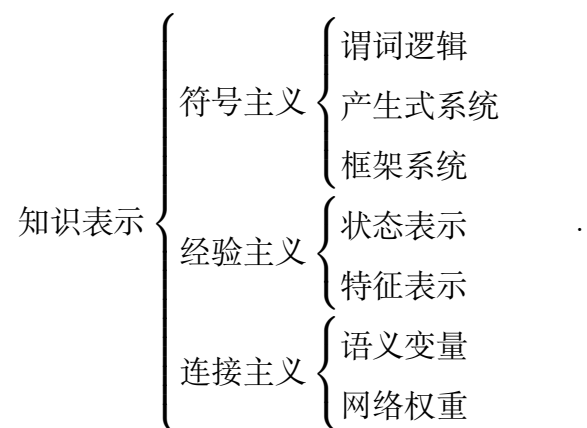 谓词逻辑
符号主义
产生式系统
框架系统
知识表示
状态表示
经验主义
特征表示
语义变量
连接主义
网络权重
.